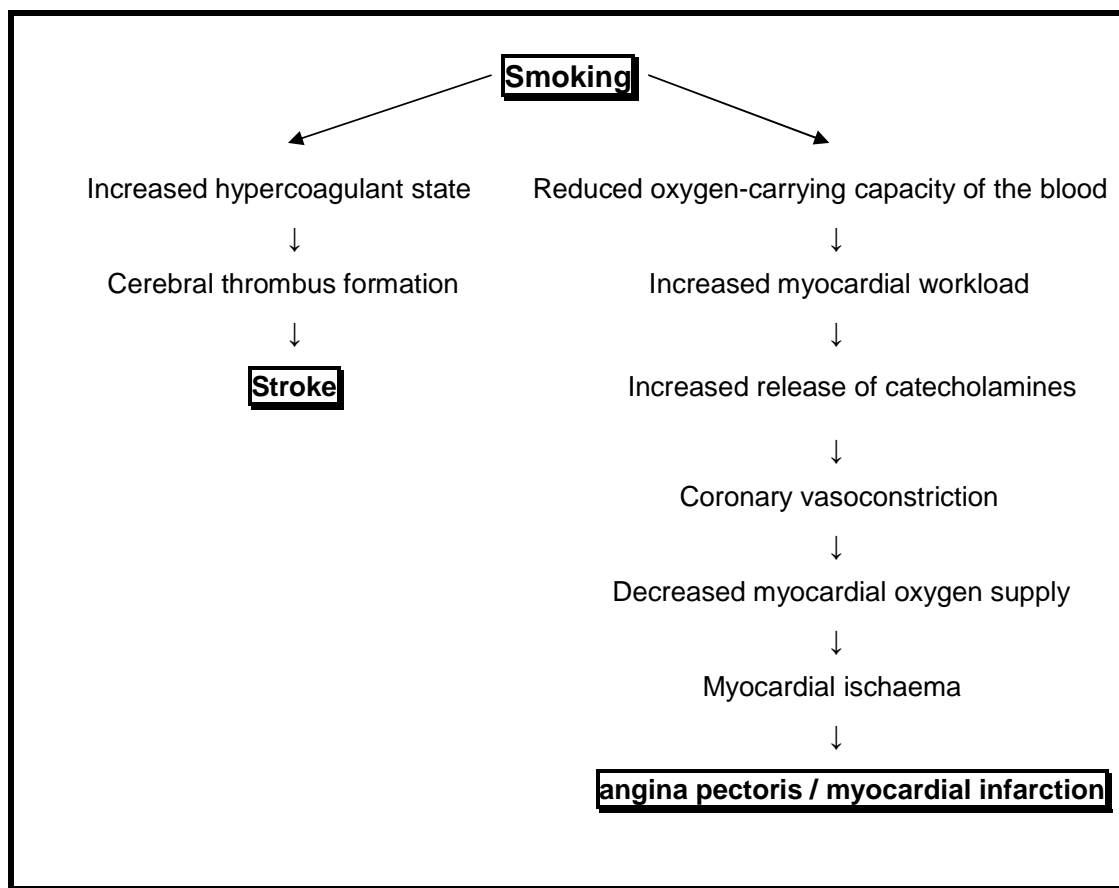 Smoking
Increased hypercoagulant state
↓
Cerebral thrombus formation
↓
Stroke
Reduced oxygen-carrying capacity of the blood
↓
Increased myocardial workload
↓
Increased release of catecholamines
↓
Coronary vasoconstriction
↓
Decreased myocardial oxygen supply
↓
Myocardial ischaema
↓
angina pectoris / myocardial infarction